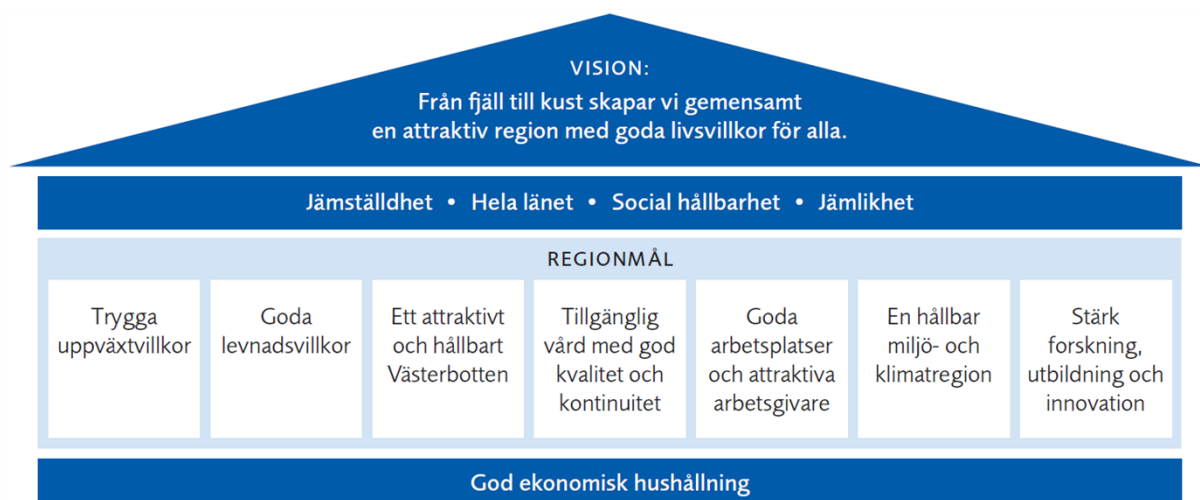 VISION:
Från fjäll till kust skapar vi gemensamt
en attraktiv region med goda livsvillkor för alla.
Jämställdhet • Hela länet • Social hållbarhet • Jämlikhet
REGIONMÅL
Trygga
uppväxtvillkor
Goda
levnadsvillkor
Ett attraktivt
och hållbart
Västerbotten
Tillgänglig
vård med god
kvalitet och
kontinuitet
Goda
arbetsplatser
och attraktiva
arbetsgivare
En hållbar
miljö- och
klimatregion
Stärk
forskning,
utbildning och
innovation
God ekonomisk hushållning